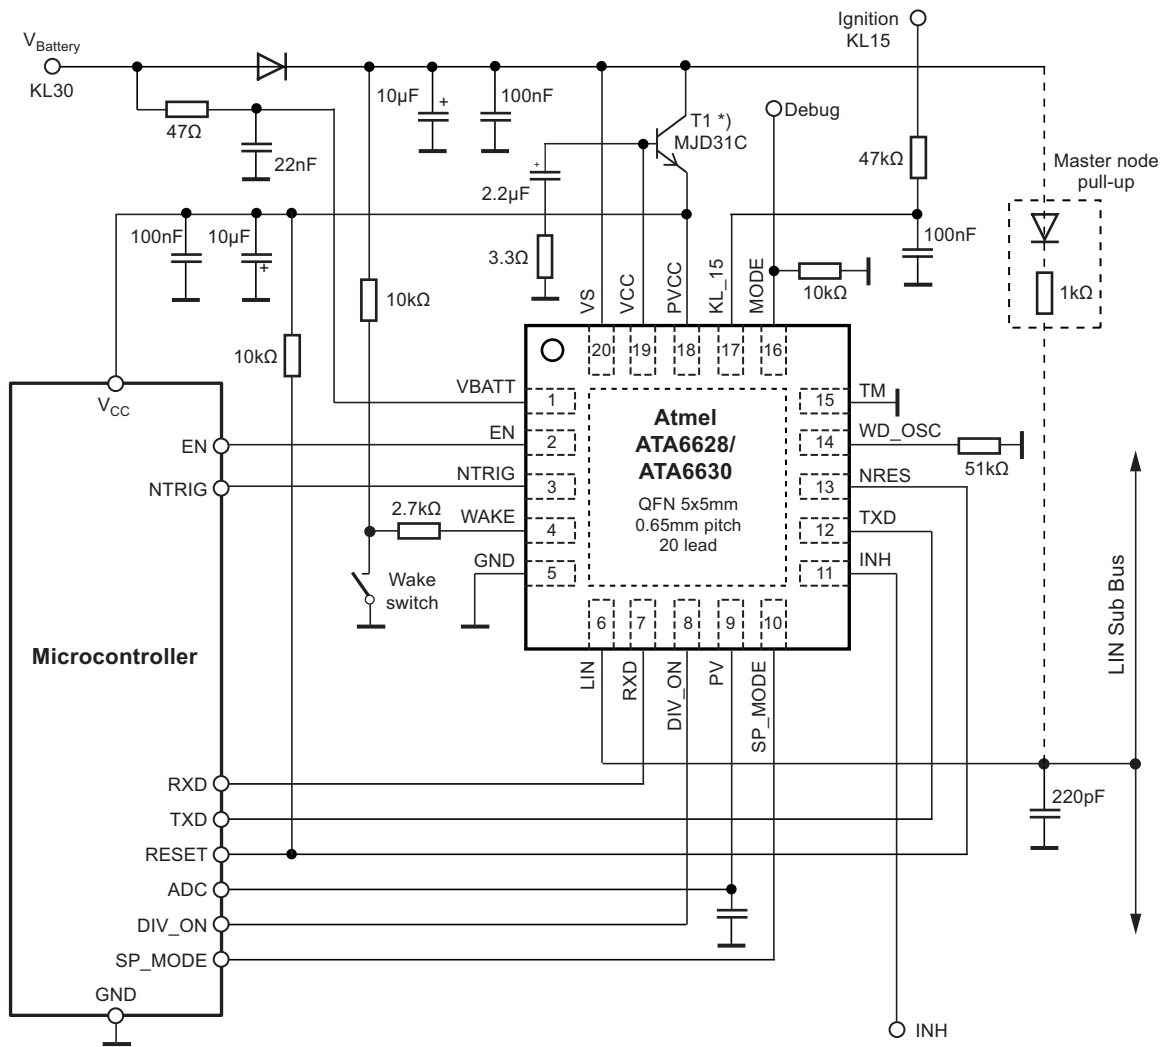 Ignition
KL15
VBattery
KL30
47Ω
22nF
10µF
+
100nF
T1 *)
MJD31C
Debug
+
2.2µF
3.3Ω
47kΩ
100nF
Master node
pull-up
1kΩ
100nF
10µF
+
10kΩ
10kΩ
10kΩ
VS
VCC
PVCC
KL_15
MODE
20
19
18
17
16
VBATT
1
EN
2
NTRIG
3
2.7kΩ
WAKE
4
GND
5
Wake
switch
Atmel
ATA6628/
ATA6630
QFN 5x5mm
0.65mm pitch
20 lead
15
TM
14
WD_OSC
51kΩ
13
NRES
12
TXD
11
INH
6
7
8
9
10
LIN
RXD
DIV_ON
PV
SP_MODE
LIN Sub Bus
220pF
VCC
EN
NTRIG
Microcontroller
RXD
TXD
RESET
ADC
DIV_ON
SP_MODE
GND
INH